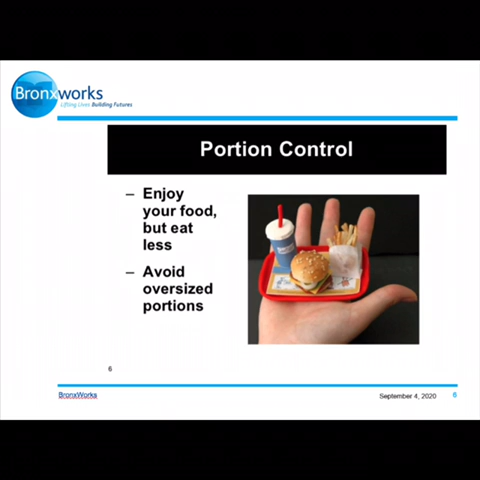 Bronxworks
Lifting Lives Building Futures
Portion Control
– Enjoy
your food,
but eat
less
– Avoid
oversized
portions
6
BronxWorks
September 4, 2020
6